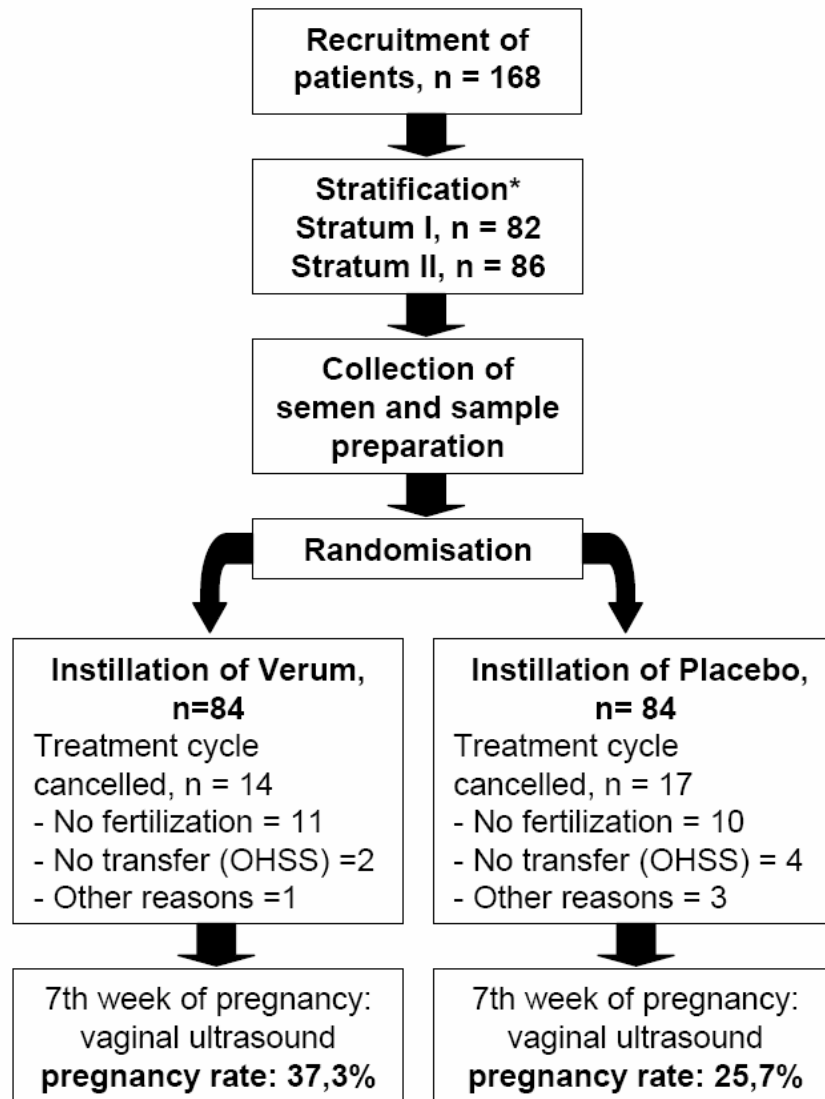 Recruitment of
patients, n = 168
Stratification*
Stratum I, n = 82
Stratum II, n = 86
Collection of
semen and sample
preparation
Randomisation
Instillation of Verum,
n=84
Treatment cycle
cancelled, n = 14
- No fertilization = 11
- No transfer (OHSS) =2
- Other reasons =1
Instillation of Placebo,
n= 84
Treatment cycle
cancelled, n = 17
- No fertilization = 10
- No transfer (OHSS) = 4
- Other reasons = 3
7th week of pregnancy:
vaginal ultrasound
pregnancy rate: 37,3%
7th week of pregnancy:
vaginal ultrasound
pregnancy rate: 25,7%